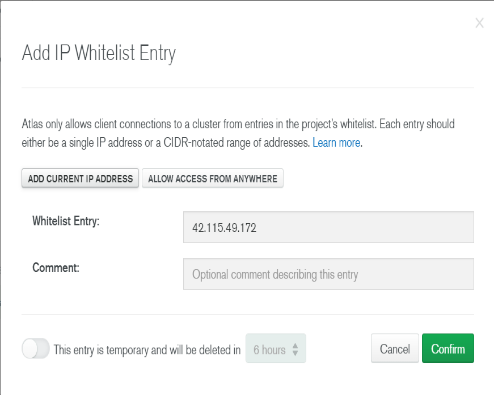 X
Add IP Whitelist Entry
Atlas only allows client connections to a cluster from entries in the project's whitelist. Each entry should
either be a single IP address or a CIDR-notated range of addresses. Learn more.
ADD CURRENT IP ADDRESS ALLOW ACCESS FROM ANYWHERE
Whitelist Entry: 42.115.49.172
Comment: Optional comment describing this entry
This entry is temporary and will be deleted in 6 hours Cancel Confirm